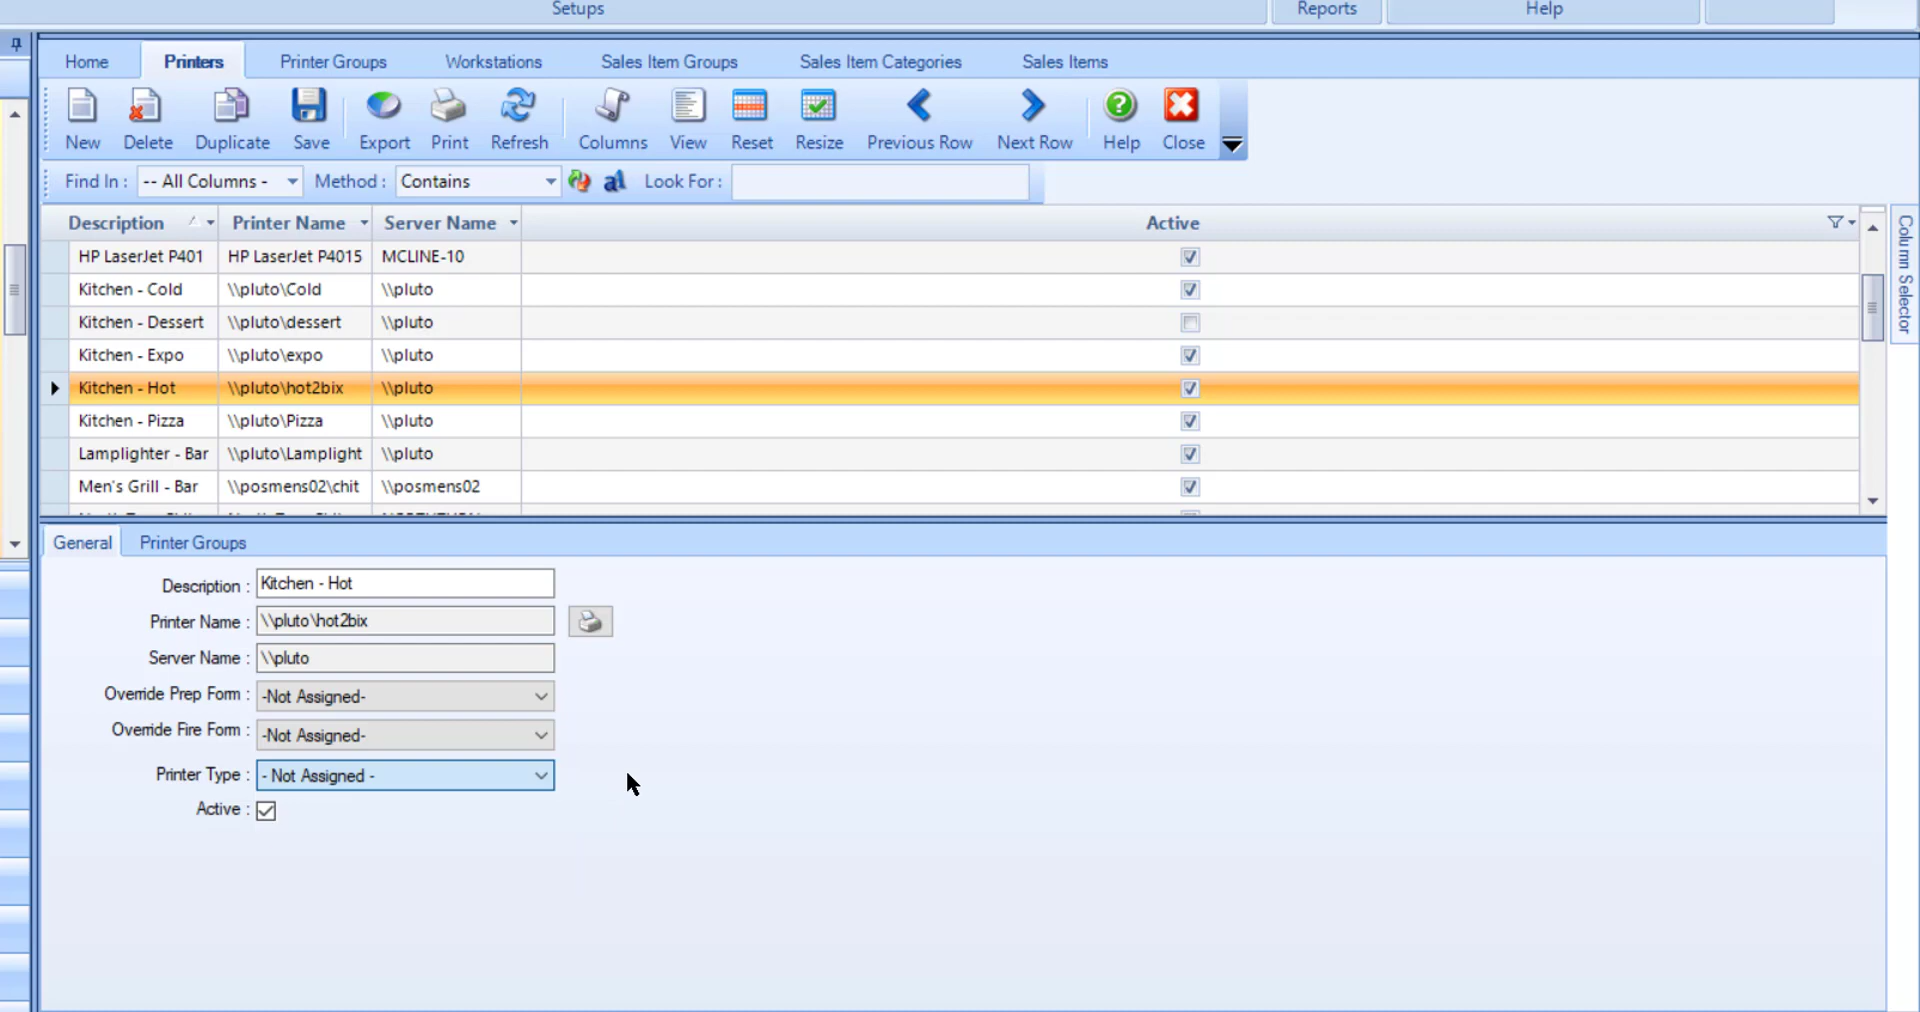 Setups Reports Help
Home Printers Printer Groups Workstations Sales Item Groups Sales Item Categories Sales Items
New Delete Duplicate Save Export Print Refresh Columns View Reset Resize Previous Row Next Row Help Close
Find In : -- All Columns - Method : Contains Look For :
Description Printer Name Server Name Active
HP LaserJet P401 HP LaserJet P4015 MCLINE-10
Kitchen - Cold \\pluto\Cold \\pluto
Kitchen - Dessert \\pluto\dessert \\pluto
Kitchen - Expo \\pluto\expo \\pluto
Kitchen - Hot \\pluto\hot2bix \\pluto
Kitchen - Pizza \\pluto\Pizza \\pluto
Lamplighter - Bar \\pluto\Lamplight \\pluto
Men's Grill - Bar \\posmens02\chit \\posmens02
Column Selector
General Printer Groups
Description : Kitchen - Hot
Printer Name : \\pluto\hot2bix
Server Name : \\pluto
Override Prep Form : -Not Assigned-
Override Fire Form : -Not Assigned-
Printer Type : - Not Assigned -
Active :